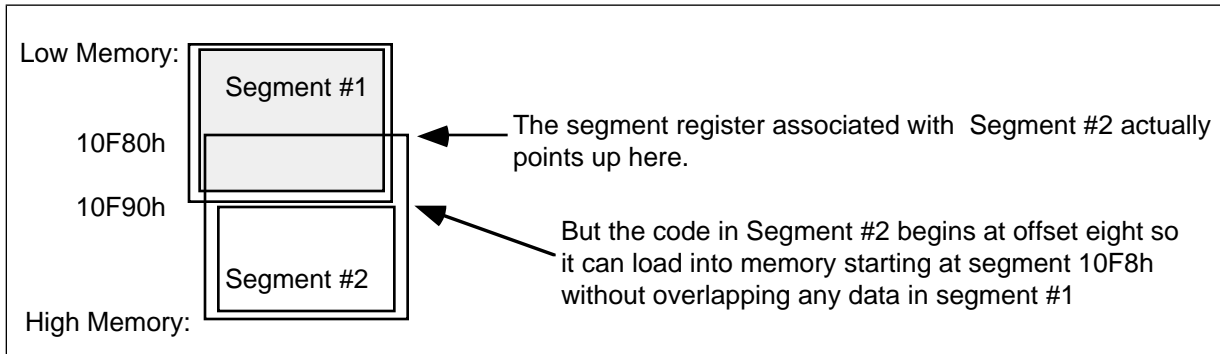 Low Memory:
Segment #1
10F80h
The segment register associated with Segment #2 actually
points up here.
10F90h
But the code in Segment #2 begins at offset eight so
it can load into memory starting at segment 10F8h
without overlapping any data in segment #1
Segment #2
High Memory: